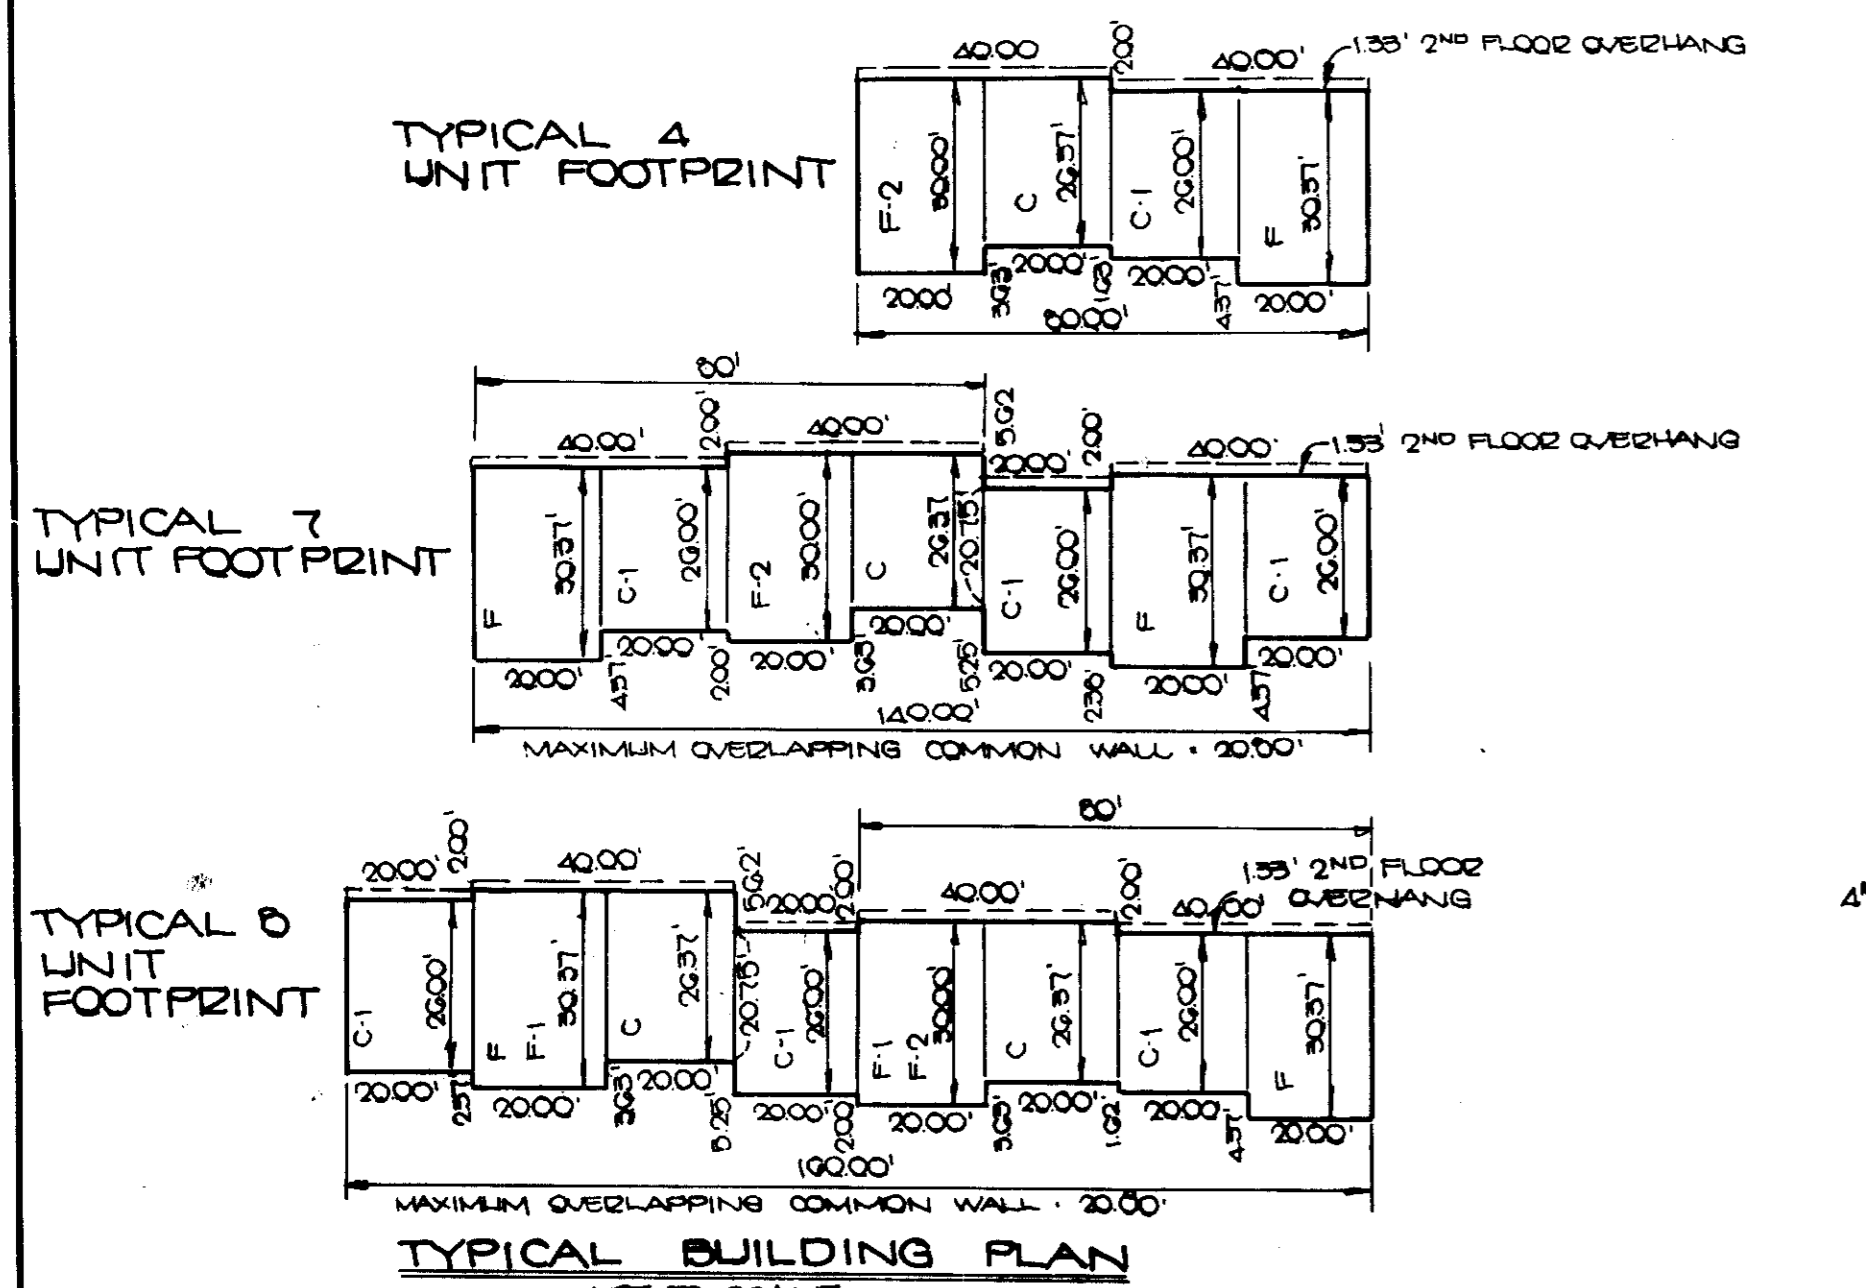 40.00
2.00'
40.00'
1.33' 2ND FLOOR OVERHANG
TYPICAL 4
UNIT FOOTPRINT
F-2
30.00'
C
26.37'
C-1
26.00'
F
30.37'
20.00
3.63'
20.00'
1.63'
20.00'
4.37'
20.00'
80.00'
80'
40.00'
2.00'
40.00'
5.62
20.00'
2.00'
40.00'
1.33' 2ND FLOOR OVERHANG
TYPICAL 7
UNIT FOOTPRINT
F
30.37'
C-1
26.00'
F-2
30.00'
C
26.37
20.75'
C-1
26.00'
F
30.37'
C-1
26.00'
20.00'
4.37'
20.00'
2.00'
20.00'
3.63'
20.00'
5.25'
20.00'
2.38'
20.00'
4.37'
20.00'
140.00'
MAXIMUM OVERLAPPING COMMON WALL · 20.80'
80'
20.00'
2.00'
40.00'
5.62'
20.00'
2.00'
40.00'
2.00'
40.00'
1.33' 2ND FLOOR
OVERHANG
4"
TYPICAL 8
UNIT
FOOTPRINT
C-1
26.00'
F
F-1
30.37'
C
26.37'
20.75'
C-1
26.00'
F-1
F-2
30.00'
C
26.37'
C-1
26.00'
F
30.37'
20.00'
2.37'
20.00'
3.63'
20.00'
5.25'
20.00'
2.00'
20.00'
3.63'
20.00'
1.62'
20.00'
4.37'
20.00'
160.00'
MAXIMUM OVERLAPPING COMMON WALL · 20.80'
TYPICAL BUILDING PLAN